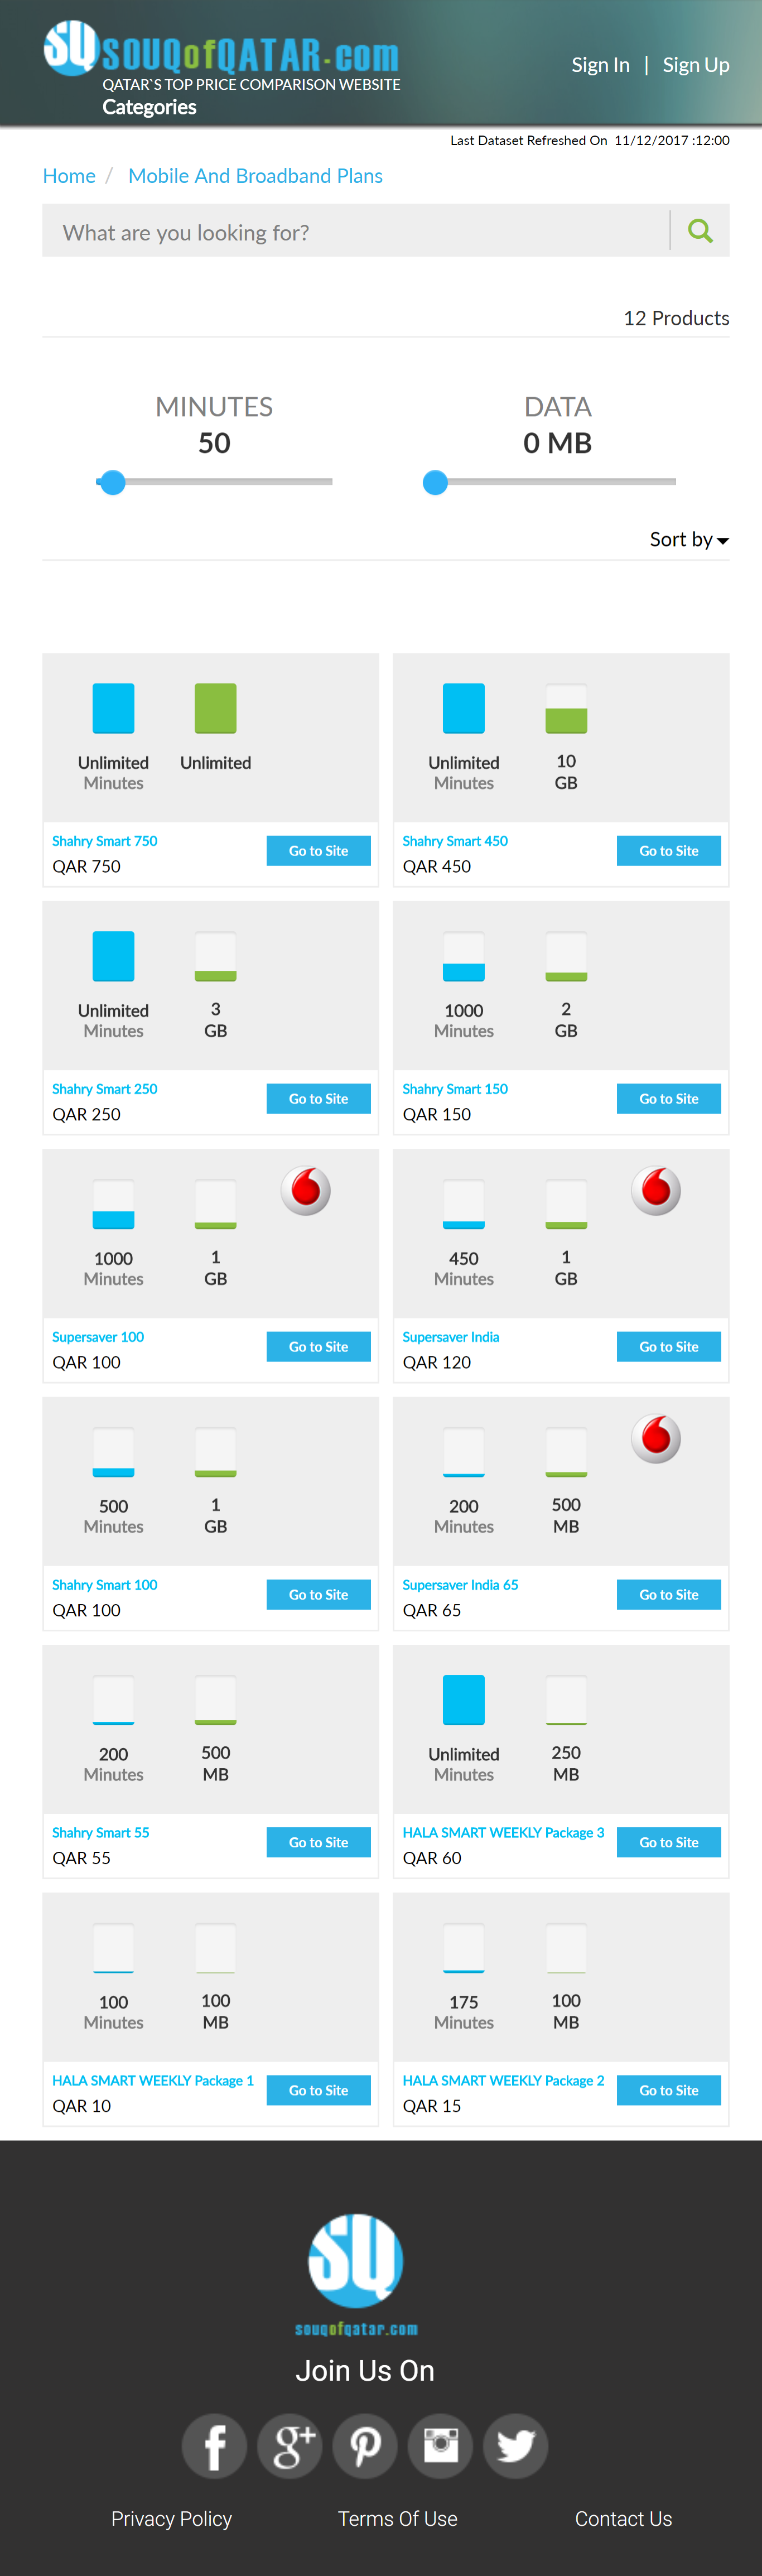 SQ SOUQofQATAR.com
QATAR`S TOP PRICE COMPARISON WEBSITE
Categories
Sign In | Sign Up
Last Dataset Refreshed On 11/12/2017 :12:00
Home / Mobile And Broadband Plans
What are you looking for?
12 Products
MINUTES
50
DATA
0 MB
Sort by
Unlimited
Minutes
Unlimited
Shahry Smart 750
QAR 750
Go to Site
Unlimited
Minutes
10
GB
Shahry Smart 450
QAR 450
Go to Site
Unlimited
Minutes
3
GB
Shahry Smart 250
QAR 250
Go to Site
1000
Minutes
2
GB
Shahry Smart 150
QAR 150
Go to Site
1000
Minutes
1
GB
Supersaver 100
QAR 100
Go to Site
450
Minutes
1
GB
Supersaver India
QAR 120
Go to Site
500
Minutes
1
GB
Shahry Smart 100
QAR 100
Go to Site
200
Minutes
500
MB
Supersaver India 65
QAR 65
Go to Site
200
Minutes
500
MB
Shahry Smart 55
QAR 55
Go to Site
Unlimited
Minutes
250
MB
HALA SMART WEEKLY Package 3
QAR 60
Go to Site
100
Minutes
100
MB
HALA SMART WEEKLY Package 1
QAR 10
Go to Site
175
Minutes
100
MB
HALA SMART WEEKLY Package 2
QAR 15
Go to Site
SQ
souqofqatar.com
Join Us On
f g+
Privacy Policy
Terms Of Use
Contact Us